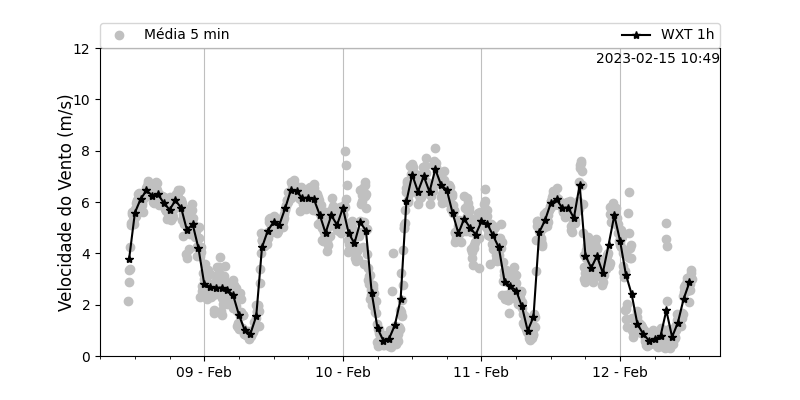 Média 5 min
WXT 1h
2023-02-15 10:49
Velocidade do Vento (m/s)
12
10
8
6
4
2
0
09 - Feb
10 - Feb
11 - Feb
12 - Feb